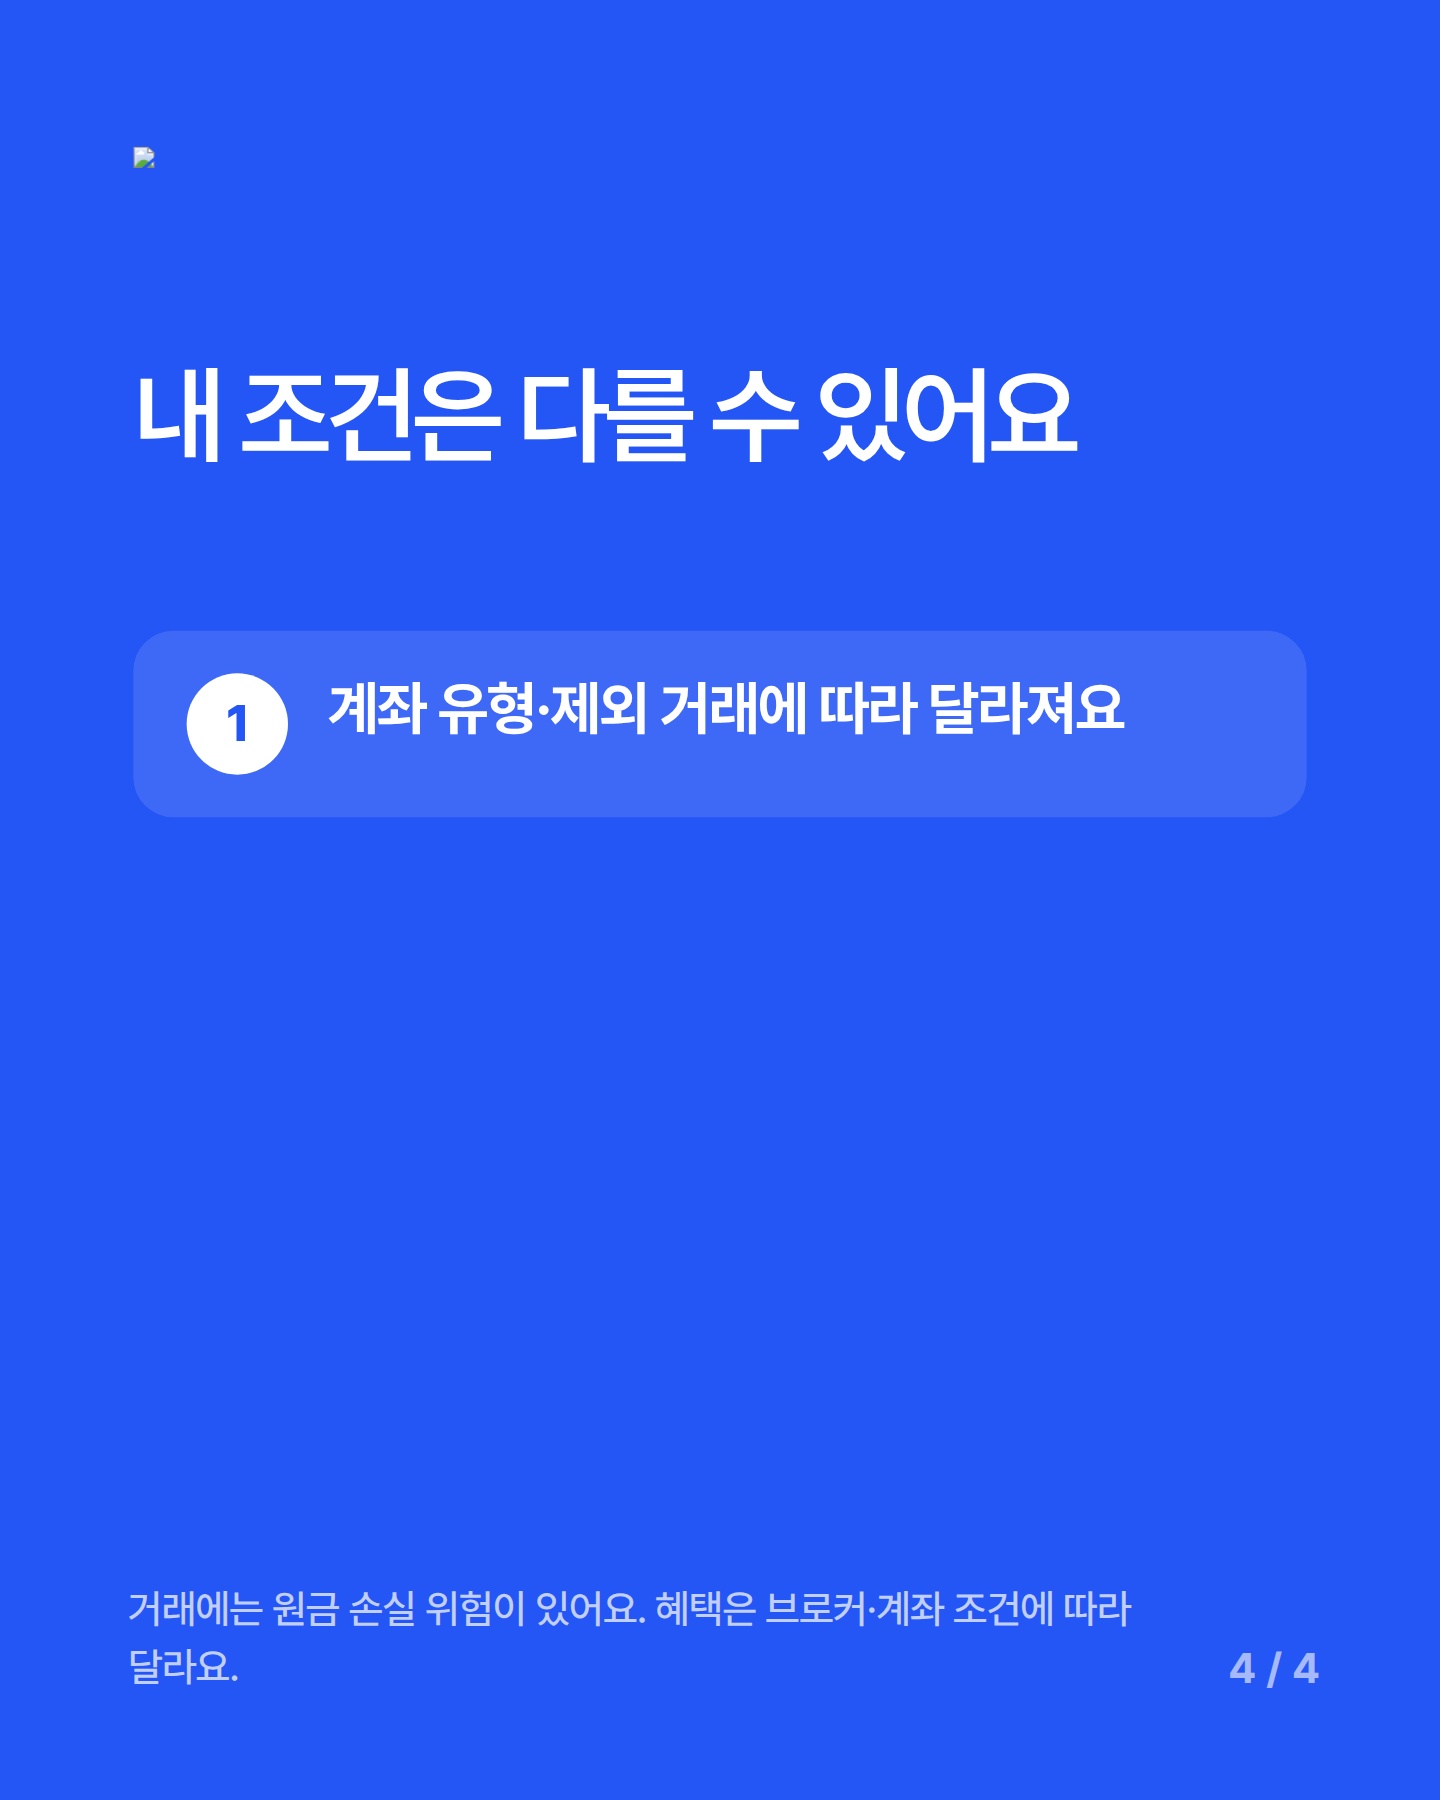 내 조건은 다를 수 있어요
1
계좌 유형·제외 거래에 따라 달라져요
거래에는 원금 손실 위험이 있어요. 혜택은 브로커·계좌 조건에 따라
달라요.
4 / 4